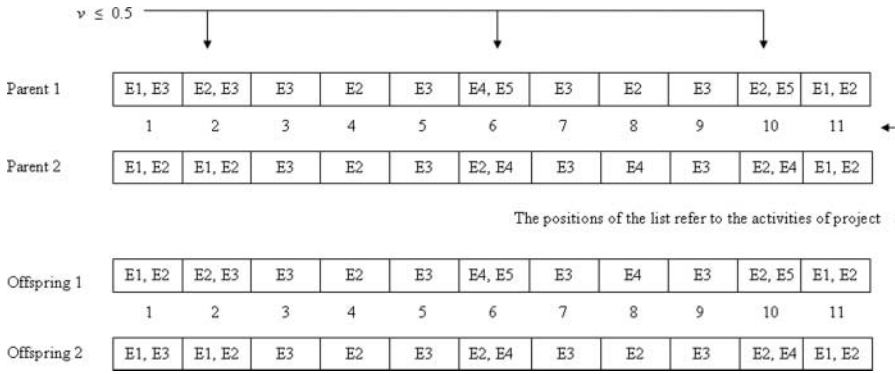 ν ≤ 0.5
Parent 1 E1, E3 E2, E3 E3 E2 E3 E4, E5 E3 E2 E3 E2, E5 E1, E2
1 2 3 4 5 6 7 8 9 10 11
Parent 2 E1, E2 E1, E2 E3 E2 E3 E2, E4 E3 E4 E3 E2, E4 E1, E2
The positions of the list refer to the activities of project
Offspring 1 E1, E2 E2, E3 E3 E2 E3 E4, E5 E3 E4 E3 E2, E5 E1, E2
1 2 3 4 5 6 7 8 9 10 11
Offspring 2 E1, E3 E1, E2 E3 E2 E3 E2, E4 E3 E2 E3 E2, E4 E1, E2